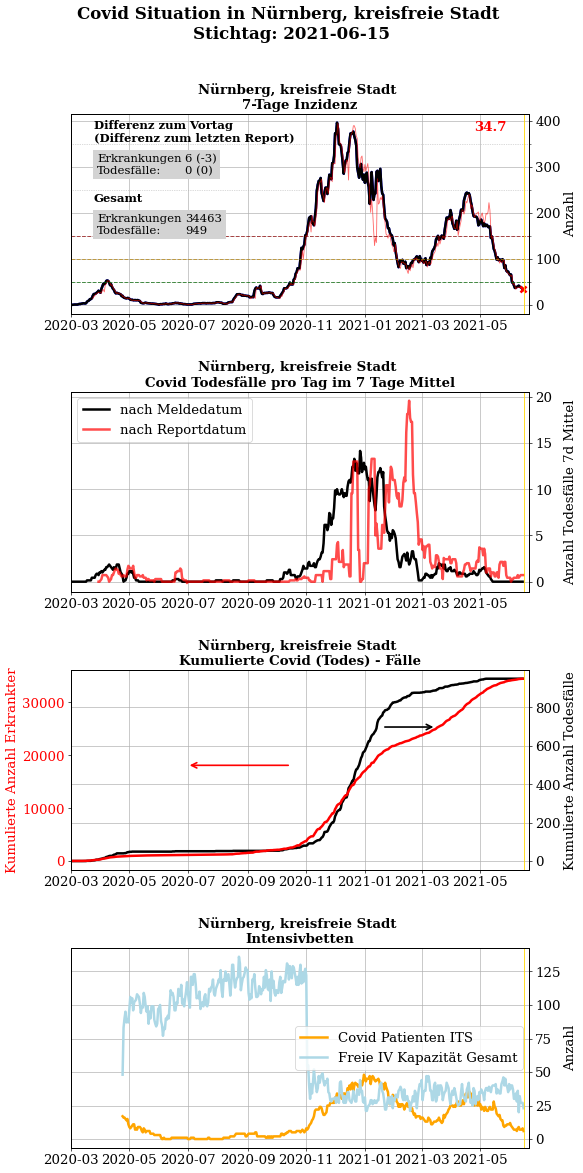 Covid Situation in Nürnberg, kreisfreie Stadt
Stichtag: 2021-06-15
Nürnberg, kreisfreie Stadt
7-Tage Inzidenz
Differenz zum Vortag
(Differenz zum letzten Report)
Erkrankungen 6 (-3)
Todesfälle: 0 (0)
Gesamt
Erkrankungen 34463
Todesfälle: 949
34.7
400
300
200
100
0
Anzahl
2020-03 2020-05 2020-07 2020-09 2020-11 2021-01 2021-03 2021-05
Nürnberg, kreisfreie Stadt
Covid Todesfälle pro Tag im 7 Tage Mittel
nach Meldedatum
nach Reportdatum
20
15
10
5
0
Anzahl Todesfälle 7d Mittel
2020-03 2020-05 2020-07 2020-09 2020-11 2021-01 2021-03 2021-05
Nürnberg, kreisfreie Stadt
Kumulierte Covid (Todes) - Fälle
Kumulierte Anzahl Erkrankter
30000
20000
10000
0
800
600
400
200
0
Kumulierte Anzahl Todesfälle
2020-03 2020-05 2020-07 2020-09 2020-11 2021-01 2021-03 2021-05
Nürnberg, kreisfreie Stadt
Intensivbetten
Covid Patienten ITS
Freie IV Kapazität Gesamt
125
100
75
50
25
0
Anzahl
2020-03 2020-05 2020-07 2020-09 2020-11 2021-01 2021-03 2021-05